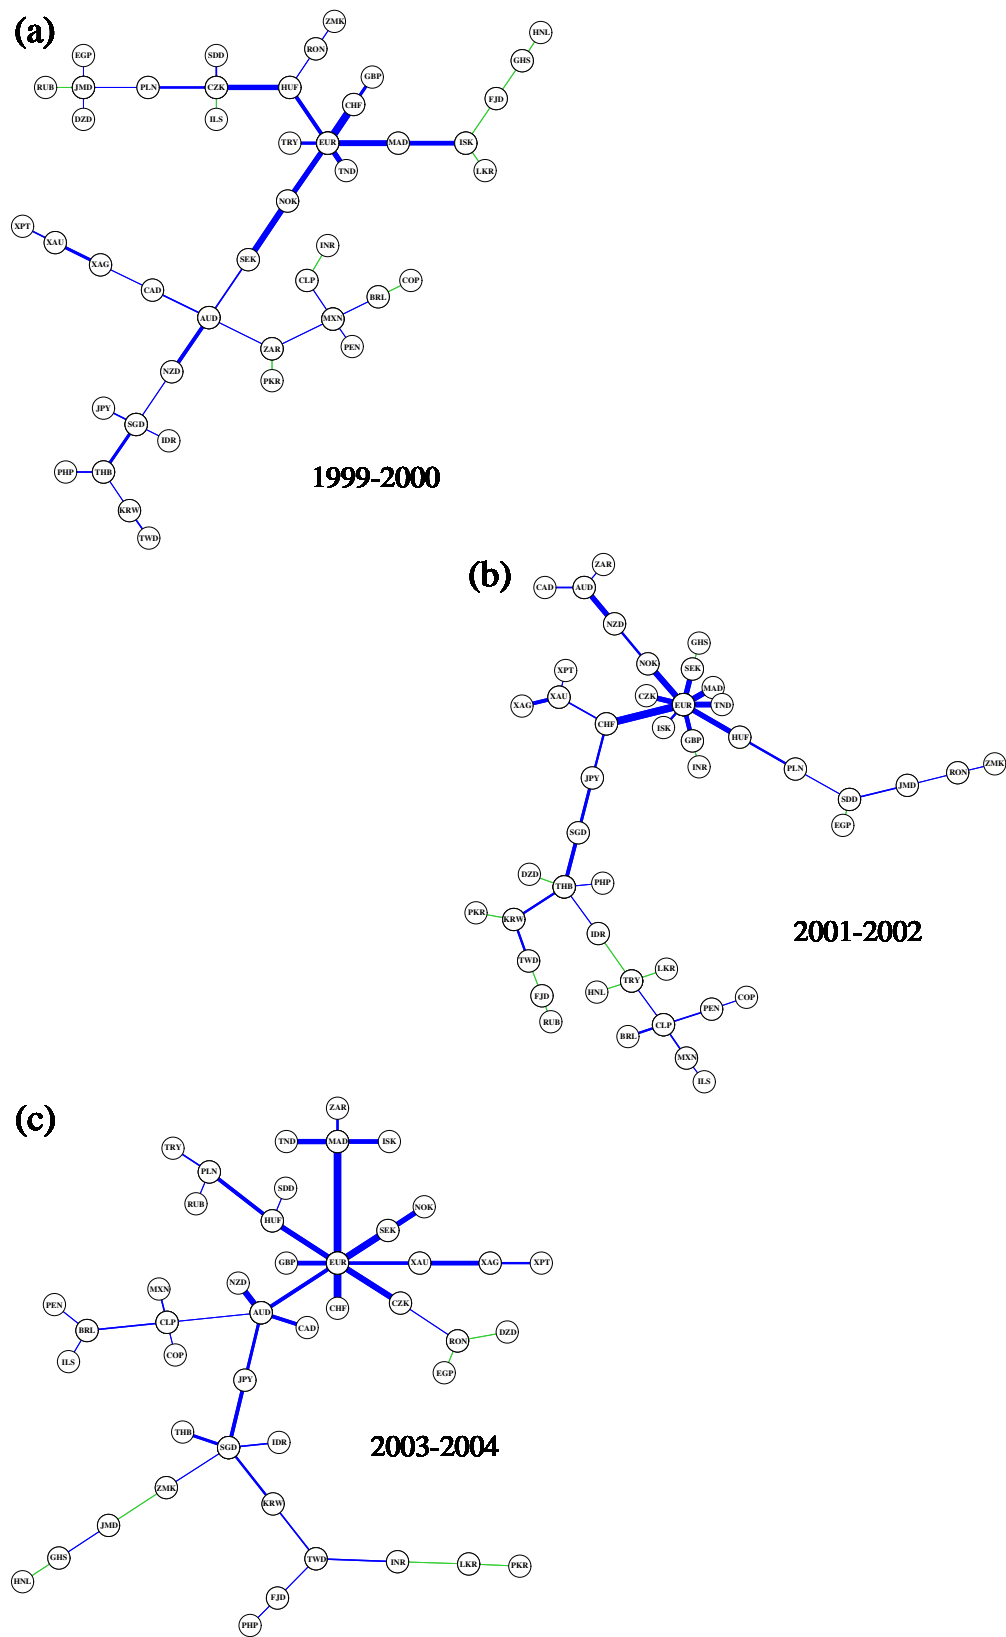 (a)
ZMK
HNL
RON
EGP
SDD
GHS
GBP
RUB
JMD
PLN
CZK
HUF
FJD
CHF
DZD
ILS
TRY
EUR
MAD
ISK
TND
LKR
NOK
XPT
XAU
INR
SEK
XAG
CLP
COP
CAD
BRL
AUD
MXN
ZAR
PEN
NZD
PKR
JPY
SGD
IDR
PHP
THB
1999-2000
KRW
TWD
(b)
ZAR
CAD
AUD
NZD
GHS
NOK
SEK
XPT
MAD
CZK
XAU
EUR
TND
XAG
CHF
ISK
HUF
GBP
INR
PLN
ZMK
RON
JPY
JMD
SDD
EGP
SGD
DZD
THB
PHP
PKR
KRW
IDR
2001-2002
TWD
LKR
TRY
HNL
FJD
COP
PEN
RUB
CLP
BRL
MXN
ILS
(c)
ZAR
TND
MAD
ISK
TRY
PLN
SDD
RUB
NOK
HUF
SEK
GBP
EUR
XAU
XAG
XPT
NZD
MXN
PEN
CZK
CHF
AUD
CLP
CAD
BRL
DZD
RON
COP
ILS
EGP
JPY
THB
IDR
SGD
2003-2004
ZMK
KRW
JMD
GHS
TWD
INR
LKR
PKR
HNL
FJD
PHP